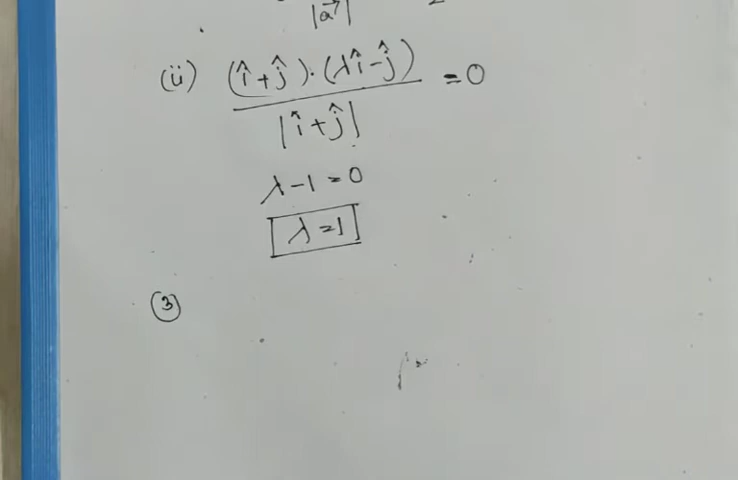 |a⃗|
(ii) (î+ĵ)·(λî-ĵ) / |î+ĵ| =0
λ-1=0
λ=1
③